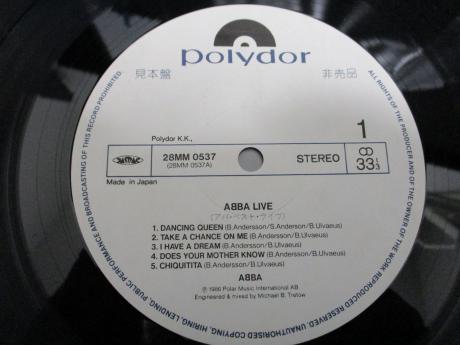 polydor
見本盤
非売品
Polydor K.K.,
1
28MM 0537
(28MM 0537A)
STEREO
33 1/3
Made in Japan
ABBA LIVE
(アバ・ベスト・ライヴ)
1. DANCING QUEEN (B.Andersson/S.Anderson/B.Ulvaeus)
2. TAKE A CHANCE ON ME (B.Andersson/B.Ulvaeus)
3. I HAVE A DREAM (B.Andersson/B.Ulvaeus)
4. DOES YOUR MOTHER KNOW (B.Andersson/B.Ulvaeus)
5. CHIQUITITA (B.Andersson/B.Ulvaeus)
ABBA
Ⓟ 1986 Polar Music International AB
Engineered & mixed by Michael B. Tretow
ALL RIGHTS OF THE PRODUCER AND OF THE OWNER OF THE WORK REPRODUCED RESERVED. UNAUTHORISED COPYING, HIRING, LENDING, PUBLIC PERFORMANCE AND BROADCASTING OF THIS RECORD PROHIBITED.